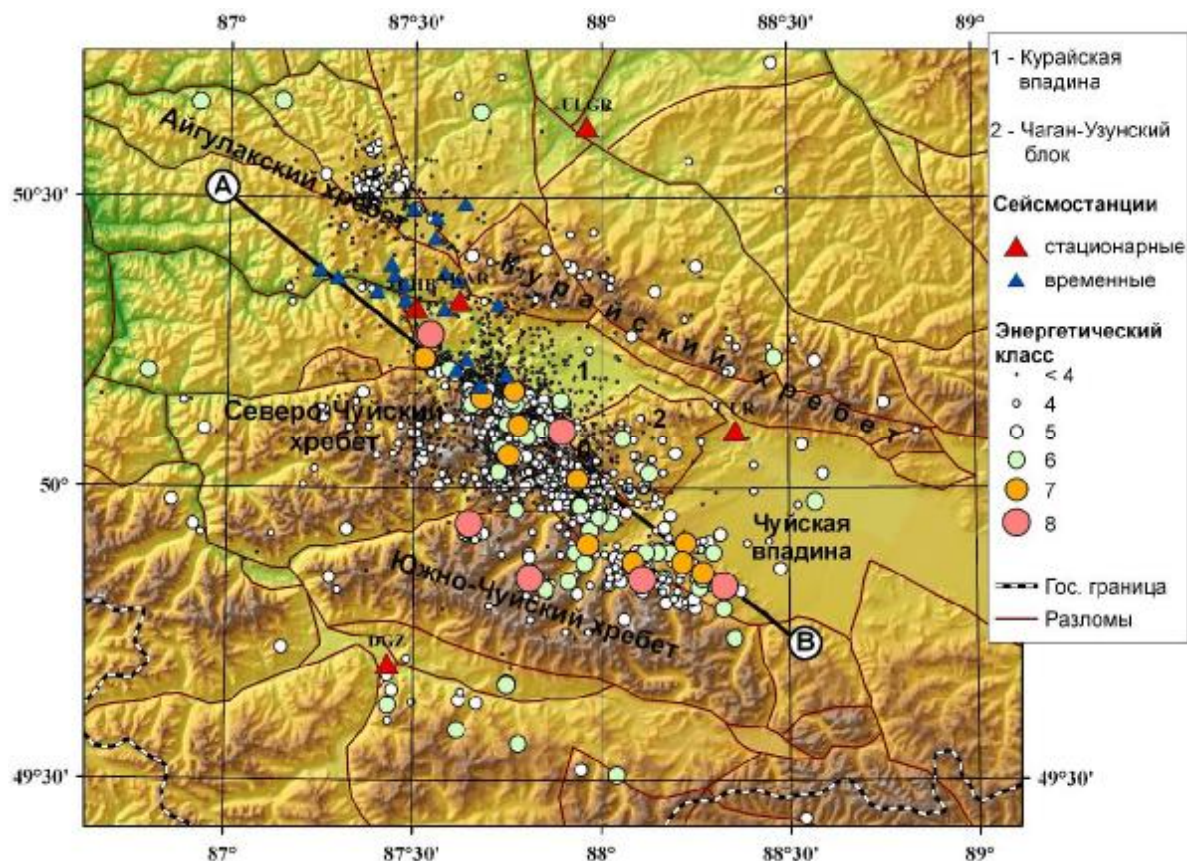 87° 87°30' 88° 88°30' 89°
1 - Курайская
впадина
2 - Чаган-Узунский
блок
Сейсмостанции
стационарные
временные
Энергетический
класс
< 4
4
5
6
7
8
Гос. граница
Разломы
ULGR
Айгулакский хребет
A
50°30'
50°30'
Курайский хребет
1
2
Северо-Чуйский
хребет
50°
50°
Чуйская
впадина
Южно-Чуйский хребет
B
DGZ
49°30'
49°30'
87° 87°30' 88° 88°30' 89°